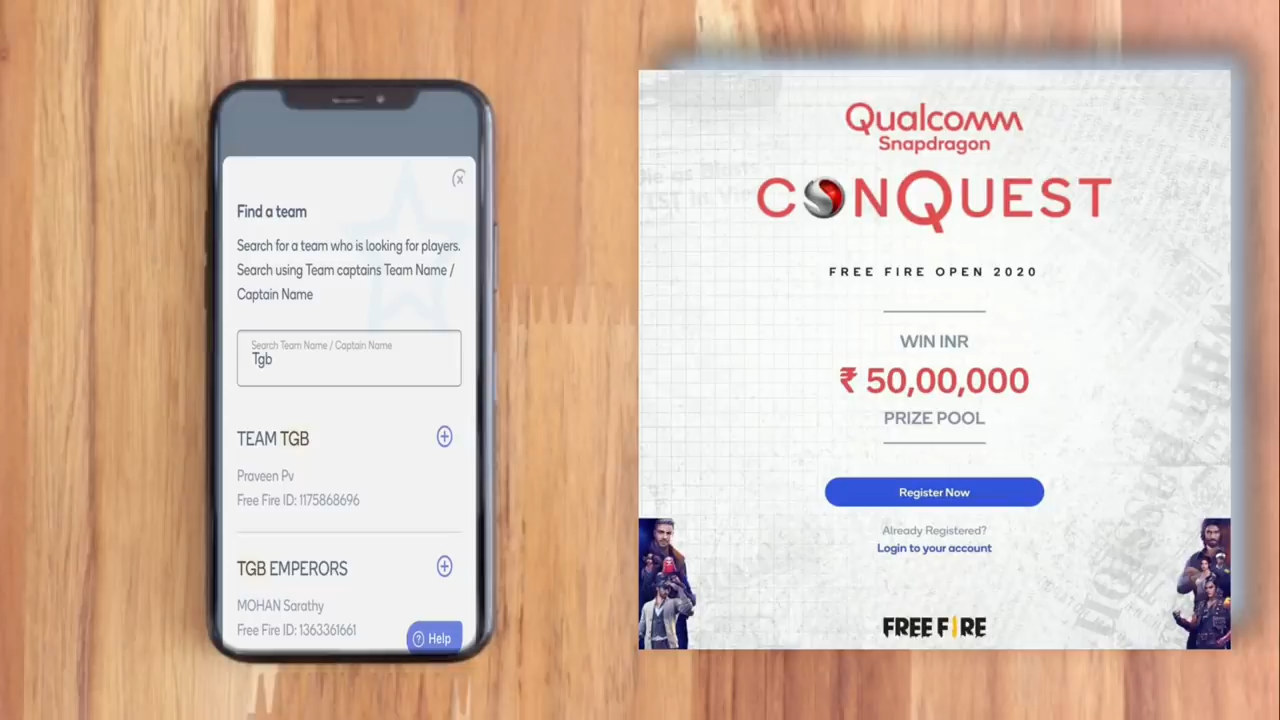 Find a team
Search for a team who is looking for players.
Search using Team captains Team Name /
Captain Name
Search Team Name / Captain Name
Tgb
TEAM TGB
Praveen Pv
Free Fire ID: 1175868696
TGB EMPERORS
MOHAN Sarathy
Free Fire ID: 1363361661
Help
Qualcomm
Snapdragon
CONQUEST
FREE FIRE OPEN 2020
WIN INR
₹ 50,00,000
PRIZE POOL
Register Now
Already Registered?
Login to your account
FREE FIRE